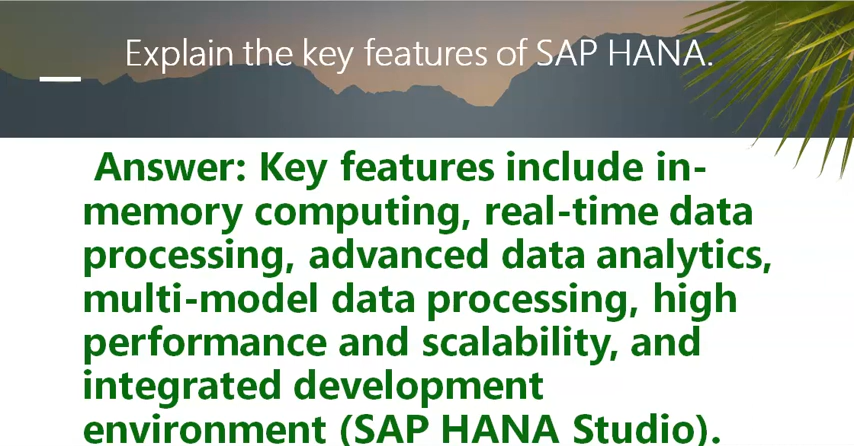 Explain the key features of SAP HANA.
Answer: Key features include in-
memory computing, real-time data
processing, advanced data analytics,
multi-model data processing, high
performance and scalability, and
integrated development
environment (SAP HANA Studio).